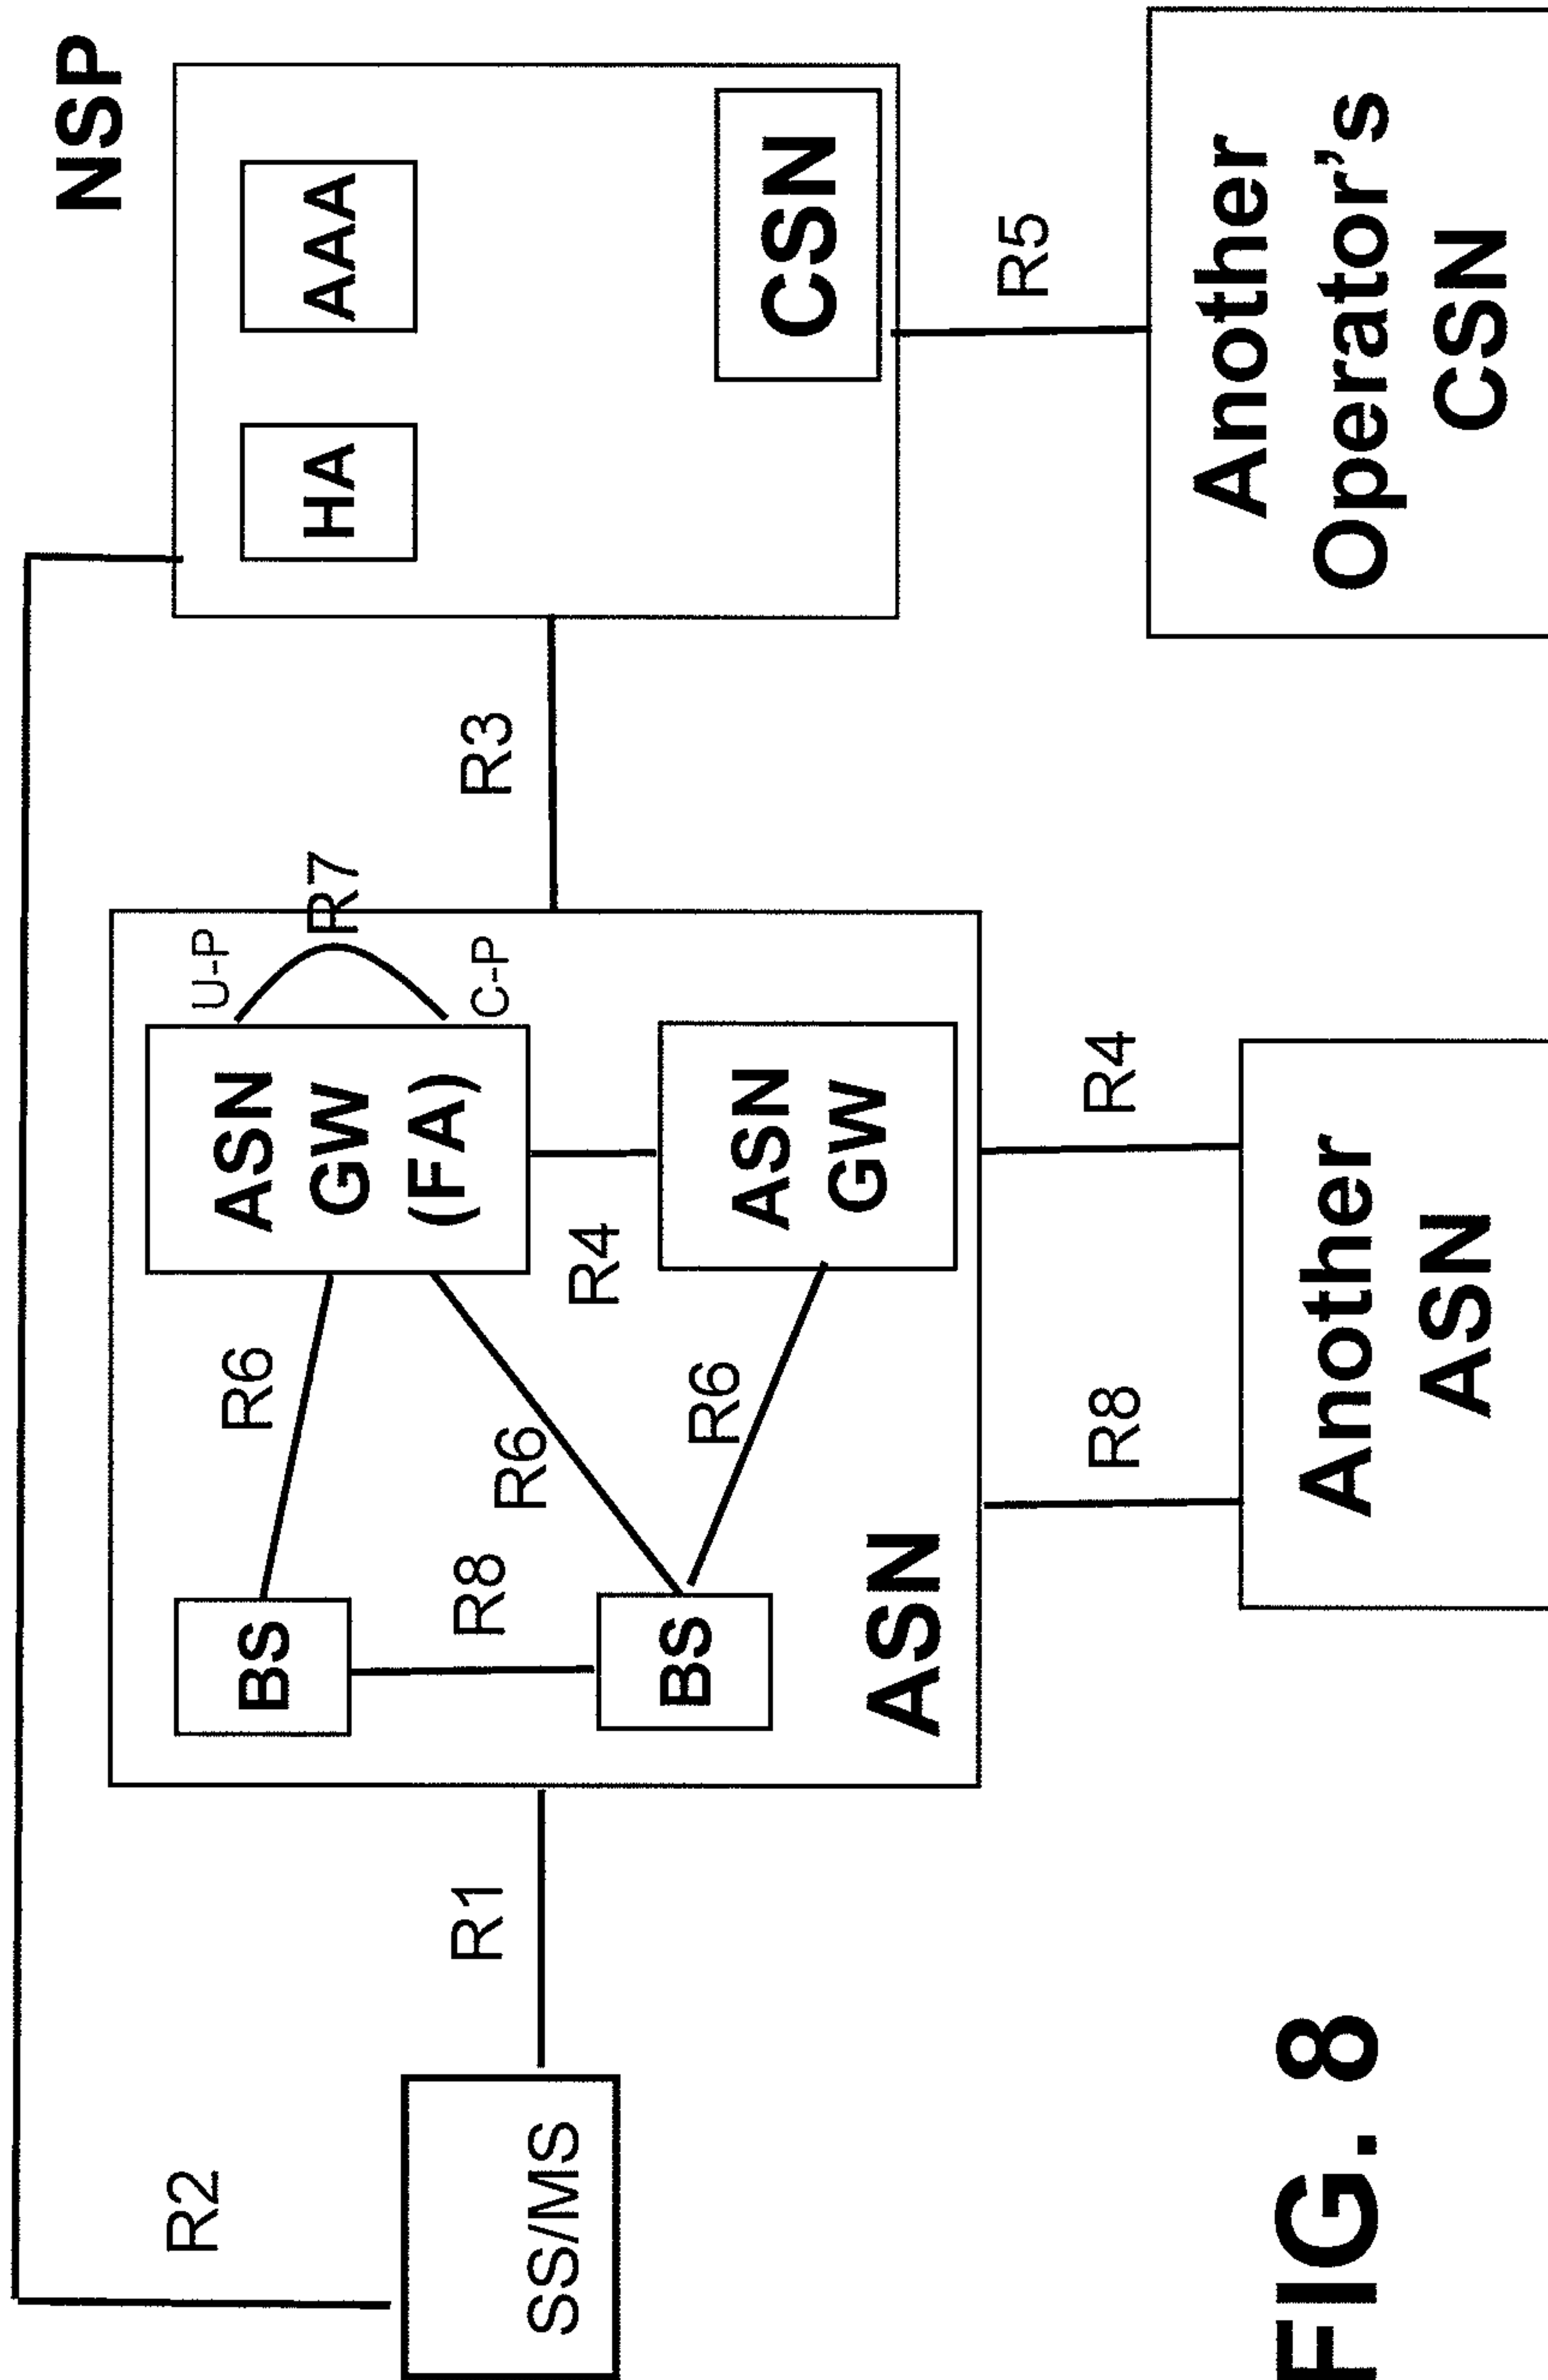 NSP
R2
SS/MS
R1
BS
R8
BS
ASN
R6
R6
R6
ASN
GW
(FA)
R4
ASN
GW
U-P
R7
C-P
R3
HA
AAA
CSN
R5
Another
Operator's
CSN
R8
R4
Another
ASN
FIG. 8